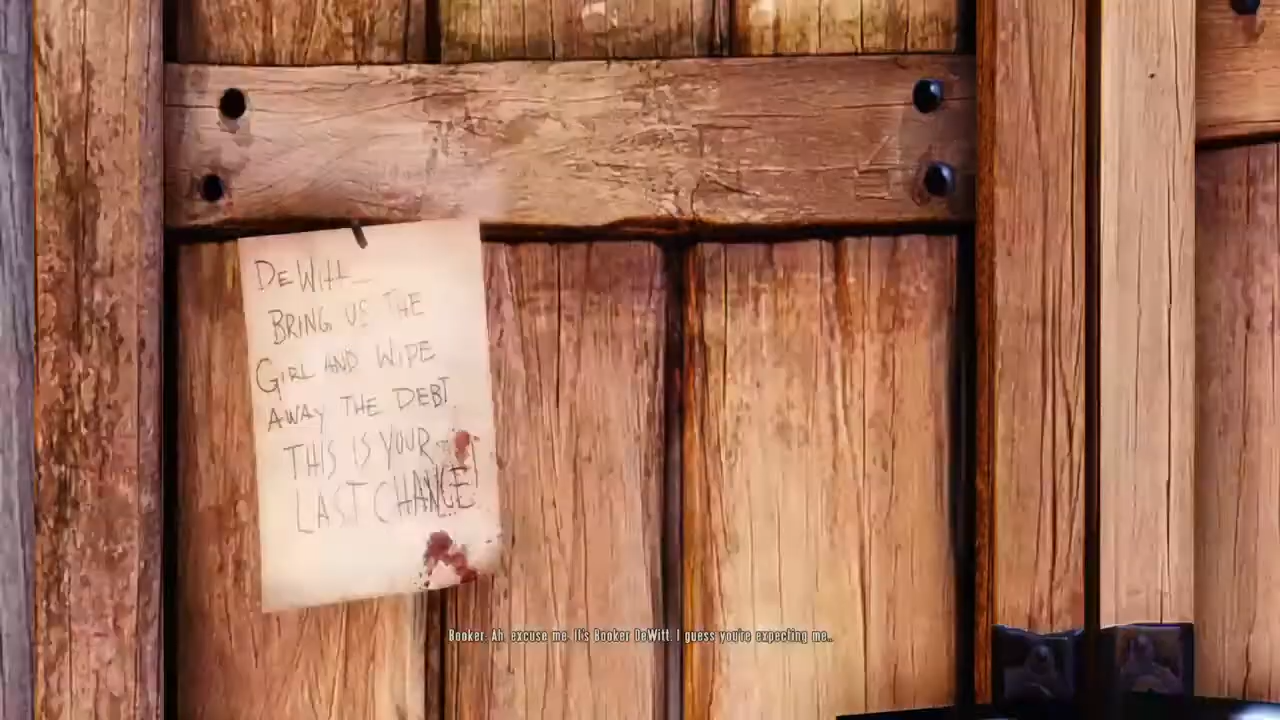 DEWitt—
BRING US THE
GIRL AND WIPE
AWAY THE DEBT
THIS IS YOUR
LAST CHANCE!
Booker: Ah, excuse me. It's Booker DeWitt. I guess you're expecting me..